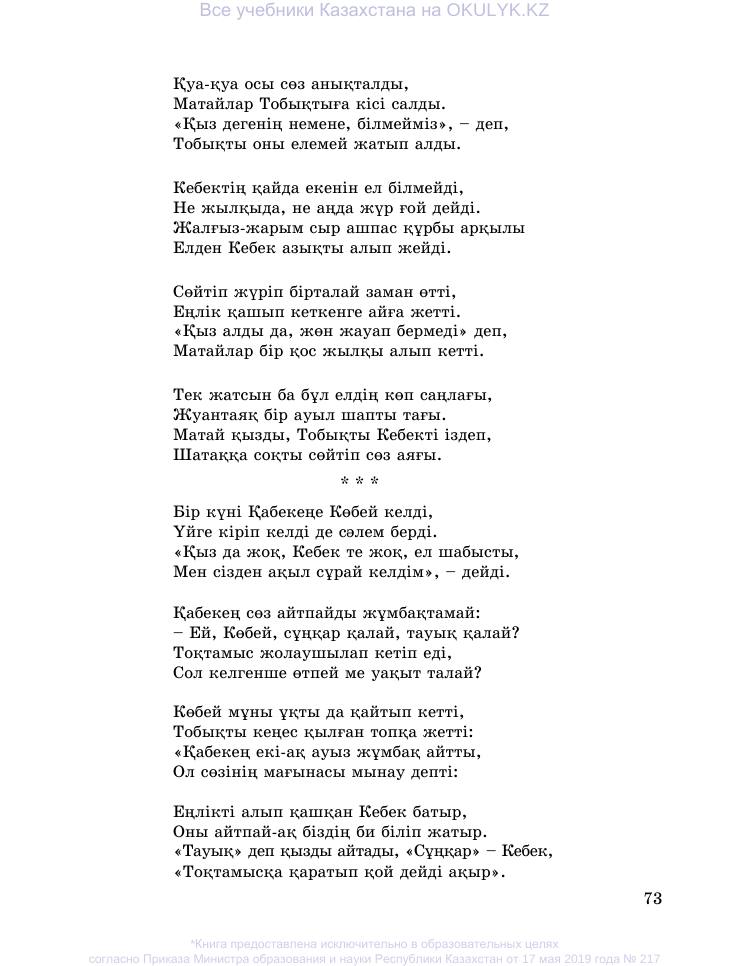 Все учебники Казахстана на OKULYK.KZ
Қуа-қуа осы сөз анықталды,
Матайлар Тобықтыға кісі салды.
«Қыз дегенің немене, білмейміз», – деп,
Тобықты оны елемей жатып алды.
Кебектің қайда екенін ел білмейді,
Не жылқыда, не аңда жүр ғой дейді.
Жалғыз-жарым сыр ашпас құрбы арқылы
Елден Кебек азықты алып жейді.
Сөйтіп жүріп бірталай заман өтті,
Еңлік қашып кеткенге айға жетті.
«Қыз алды да, жөн жауап бермеді» деп,
Матайлар бір қос жылқы алып кетті.
Тек жатсын ба бұл елдің көп саңлағы,
Жуантаяқ бір ауыл шапты тағы.
Матай қызды, Тобықты Кебекті іздеп,
Шатаққа соқты сөйтіп сөз аяғы.
* * *
Бір күні Қабекеңе Көбей келді,
Үйге кіріп келді де сәлем берді.
«Қыз да жоқ, Кебек те жоқ, ел шабысты,
Мен сізден ақыл сұрай келдім», – дейді.
Қабекең сөз айтпайды жұмбақтамай:
– Ей, Көбей, сұңқар қалай, тауық қалай?
Тоқтамыс жолаушылап кетіп еді,
Сол келгенше өтпей ме уақыт талай?
Көбей мұны ұқты да қайтып кетті,
Тобықты кеңес қылған топқа жетті:
«Қабекең екі-ақ ауыз жұмбақ айтты,
Ол сөзінің мағынасы мынау депті:
Еңлікті алып қашқан Кебек батыр,
Оны айтпай-ақ біздің би біліп жатыр.
«Тауық» деп қызды айтады, «Сұңқар» – Кебек,
«Тоқтамысқа қаратып қой дейді ақыр».
73
*Книга предоставлена исключительно в образовательных целях
согласно Приказа Министра образования и науки Республики Казахстан от 17 мая 2019 года № 217